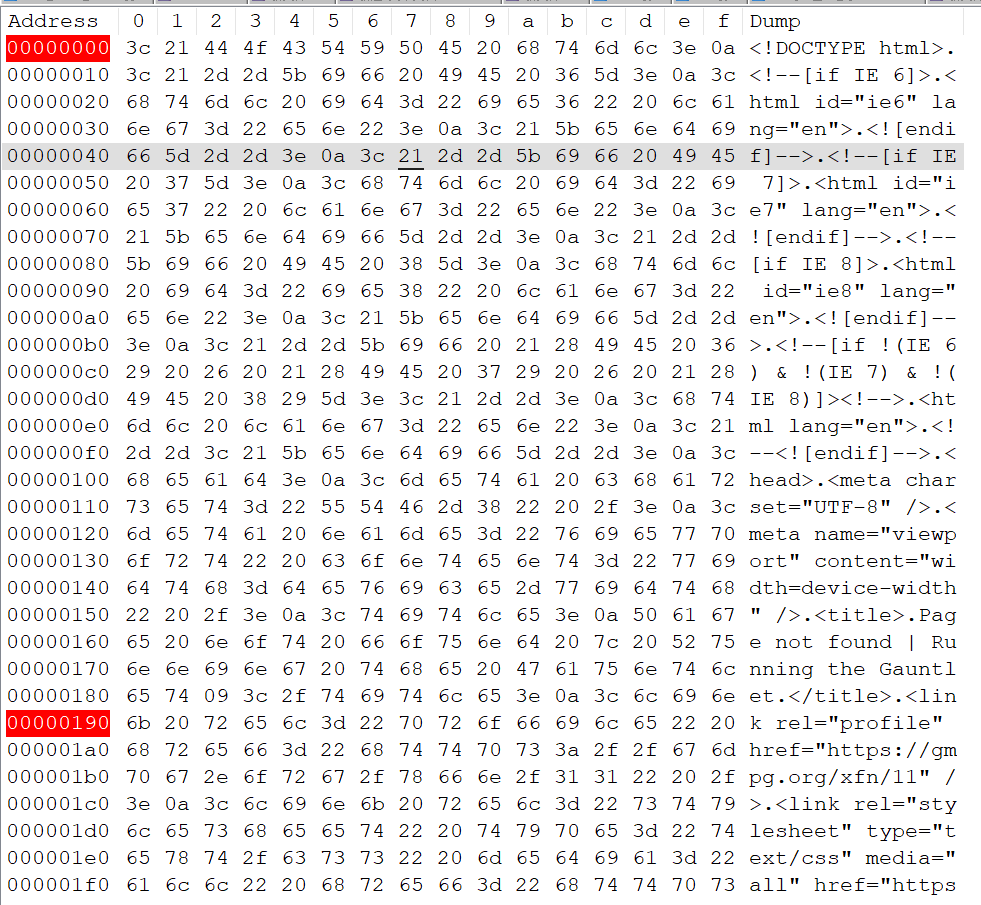 Address 0 1 2 3 4 5 6 7 8 9 a b c d e f Dump
00000000 3c 21 44 4f 43 54 59 50 45 20 68 74 6d 6c 3e 0a <!DOCTYPE html>.
00000010 3c 21 2d 2d 5b 69 66 20 49 45 20 36 5d 3e 0a 3c <!--[if IE 6]>.<
00000020 68 74 6d 6c 20 69 64 3d 22 69 65 36 22 20 6c 61 html id="ie6" la
00000030 6e 67 3d 22 65 6e 22 3e 0a 3c 21 5b 65 6e 64 69 ng="en">.<![endi
00000040 66 5d 2d 2d 3e 0a 3c 21 2d 2d 5b 69 66 20 49 45 f]-->.<!--[if IE
00000050 20 37 5d 3e 0a 3c 68 74 6d 6c 20 69 64 3d 22 69  7]>.<html id="i
00000060 65 37 22 20 6c 61 6e 67 3d 22 65 6e 22 3e 0a 3c e7" lang="en">.<
00000070 21 5b 65 6e 64 69 66 5d 2d 2d 3e 0a 3c 21 2d 2d ![endif]-->.<!--
00000080 5b 69 66 20 49 45 20 38 5d 3e 0a 3c 68 74 6d 6c [if IE 8]>.<html
00000090 20 69 64 3d 22 69 65 38 22 20 6c 61 6e 67 3d 22  id="ie8" lang="
000000a0 65 6e 22 3e 0a 3c 21 5b 65 6e 64 69 66 5d 2d 2d en">.<![endif]--
000000b0 3e 0a 3c 21 2d 2d 5b 69 66 20 21 28 49 45 20 36 >.<!--[if !(IE 6
000000c0 29 20 26 20 21 28 49 45 20 37 29 20 26 20 21 28 ) & !(IE 7) & !(
000000d0 49 45 20 38 29 5d 3e 3c 21 2d 2d 3e 0a 3c 68 74 IE 8)]><!-->.<ht
000000e0 6d 6c 20 6c 61 6e 67 3d 22 65 6e 22 3e 0a 3c 21 ml lang="en">.<!
000000f0 2d 2d 3c 21 5b 65 6e 64 69 66 5d 2d 2d 3e 0a 3c --<![endif]-->.<
00000100 68 65 61 64 3e 0a 3c 6d 65 74 61 20 63 68 61 72 head>.<meta char
00000110 73 65 74 3d 22 55 54 46 2d 38 22 20 2f 3e 0a 3c set="UTF-8" />.<
00000120 6d 65 74 61 20 6e 61 6d 65 3d 22 76 69 65 77 70 meta name="viewp
00000130 6f 72 74 22 20 63 6f 6e 74 65 6e 74 3d 22 77 69 ort" content="wi
00000140 64 74 68 3d 64 65 76 69 63 65 2d 77 69 64 74 68 dth=device-width
00000150 22 20 2f 3e 0a 3c 74 69 74 6c 65 3e 0a 50 61 67 " />.<title>.Pag
00000160 65 20 6e 6f 74 20 66 6f 75 6e 64 20 7c 20 52 75 e not found | Ru
00000170 6e 6e 69 6e 67 20 74 68 65 20 47 61 75 6e 74 6c nning the Gauntl
00000180 65 74 09 3c 2f 74 69 74 6c 65 3e 0a 3c 6c 69 6e et.</title>.<lin
00000190 6b 20 72 65 6c 3d 22 70 72 6f 66 69 6c 65 22 20 k rel="profile"
000001a0 68 72 65 66 3d 22 68 74 74 70 73 3a 2f 2f 67 6d href="https://gm
000001b0 70 67 2e 6f 72 67 2f 78 66 6e 2f 31 31 22 20 2f pg.org/xfn/11" /
000001c0 3e 0a 3c 6c 69 6e 6b 20 72 65 6c 3d 22 73 74 79 >.<link rel="sty
000001d0 6c 65 73 68 65 65 74 22 20 74 79 70 65 3d 22 74 lesheet" type="t
000001e0 65 78 74 2f 63 73 73 22 20 6d 65 64 69 61 3d 22 ext/css" media="
000001f0 61 6c 6c 22 20 68 72 65 66 3d 22 68 74 74 70 73 all" href="https